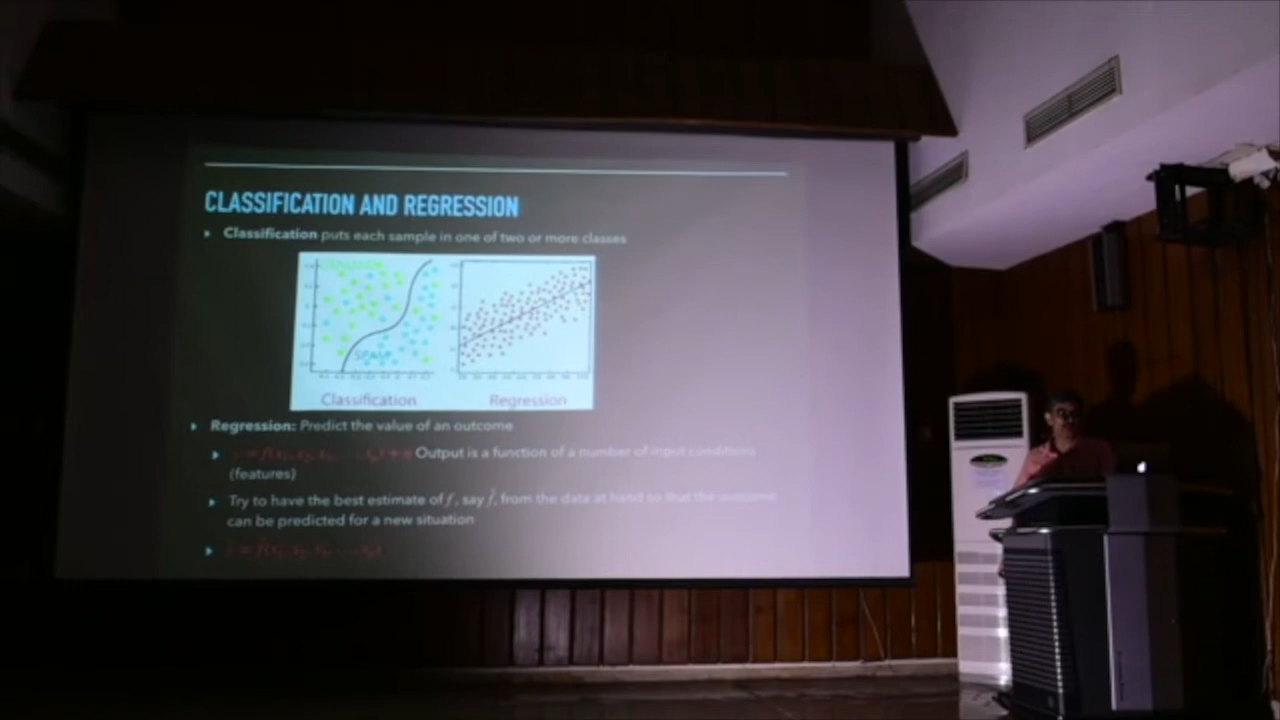 CLASSIFICATION AND REGRESSION
Classification puts each sample in one of two or more classes
SPAM
Classification
Regression
Regression: Predict the value of an outcome
Output is a function of a number of input conditions
(features)
Try to have the best estimate of f, say f̂, from the data at hand so that the outcome
can be predicted for a new situation